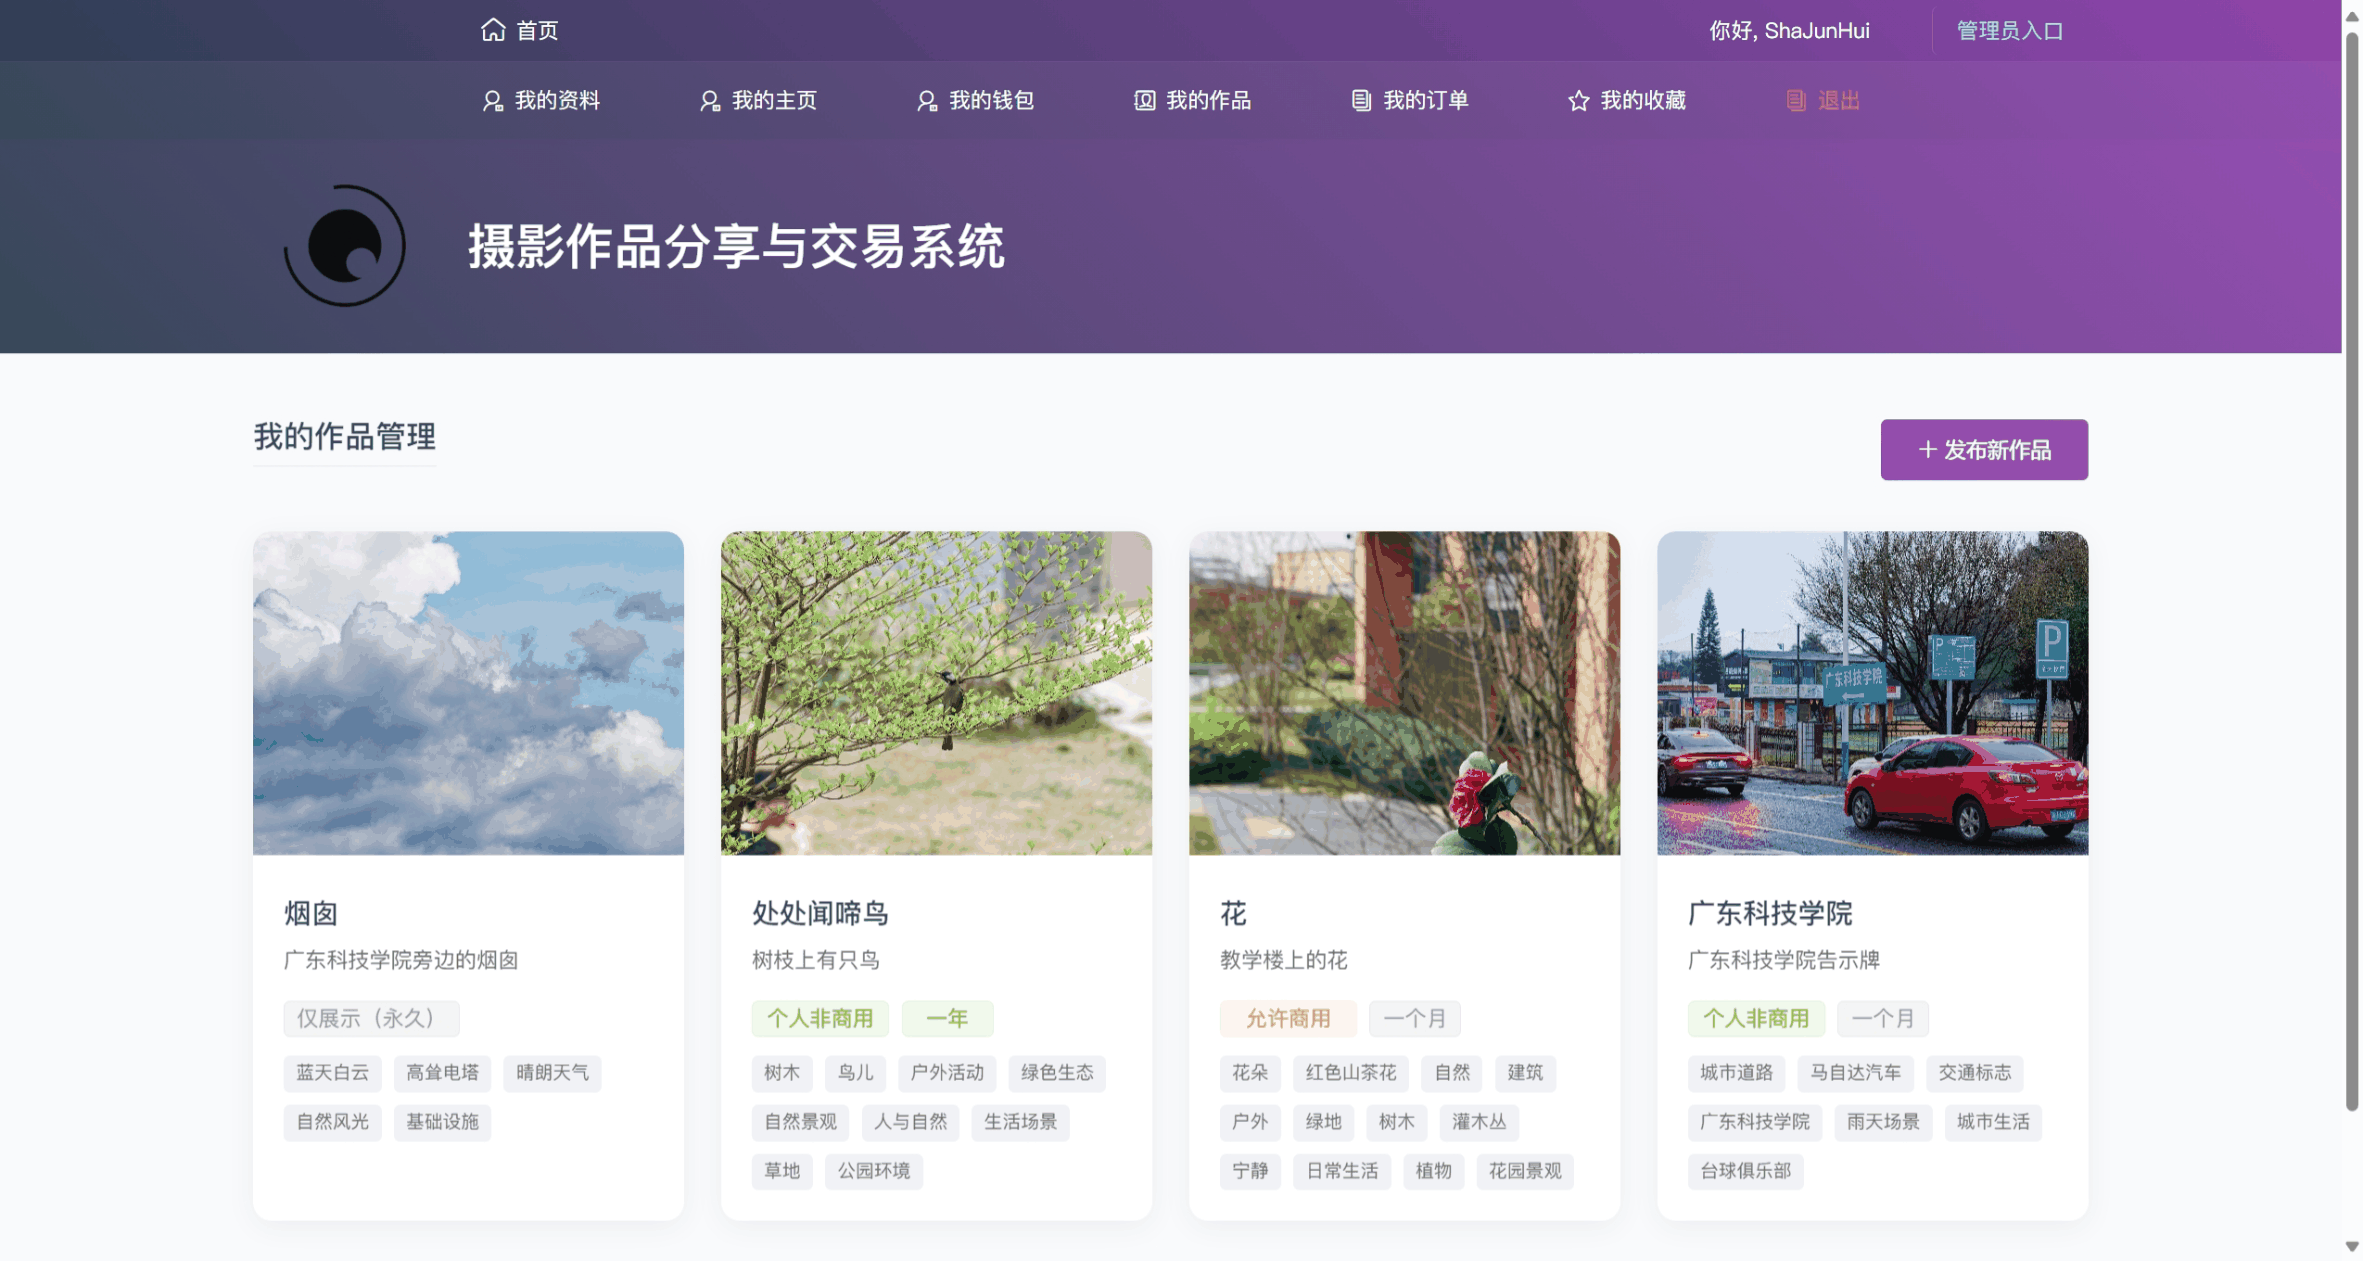 首页
你好, ShaJunHui
管理员入口
我的资料
我的主页
我的钱包
我的作品
我的订单
我的收藏
退出
摄影作品分享与交易系统
我的作品管理
发布新作品
广东科技学院
P
P
烟囱
广东科技学院旁边的烟囱
仅展示（永久）
蓝天白云 高耸电塔 晴朗天气
自然风光 基础设施
处处闻啼鸟
树枝上有只鸟
个人非商用 一年
树木 鸟儿 户外活动 绿色生态
自然景观 人与自然 生活场景
草地 公园环境
花
教学楼上的花
允许商用 一个月
花朵 红色山茶花 自然 建筑
户外 绿地 树木 灌木丛
宁静 日常生活 植物 花园景观
广东科技学院
广东科技学院告示牌
个人非商用 一个月
城市道路 马自达汽车 交通标志
广东科技学院 雨天场景 城市生活
台球俱乐部